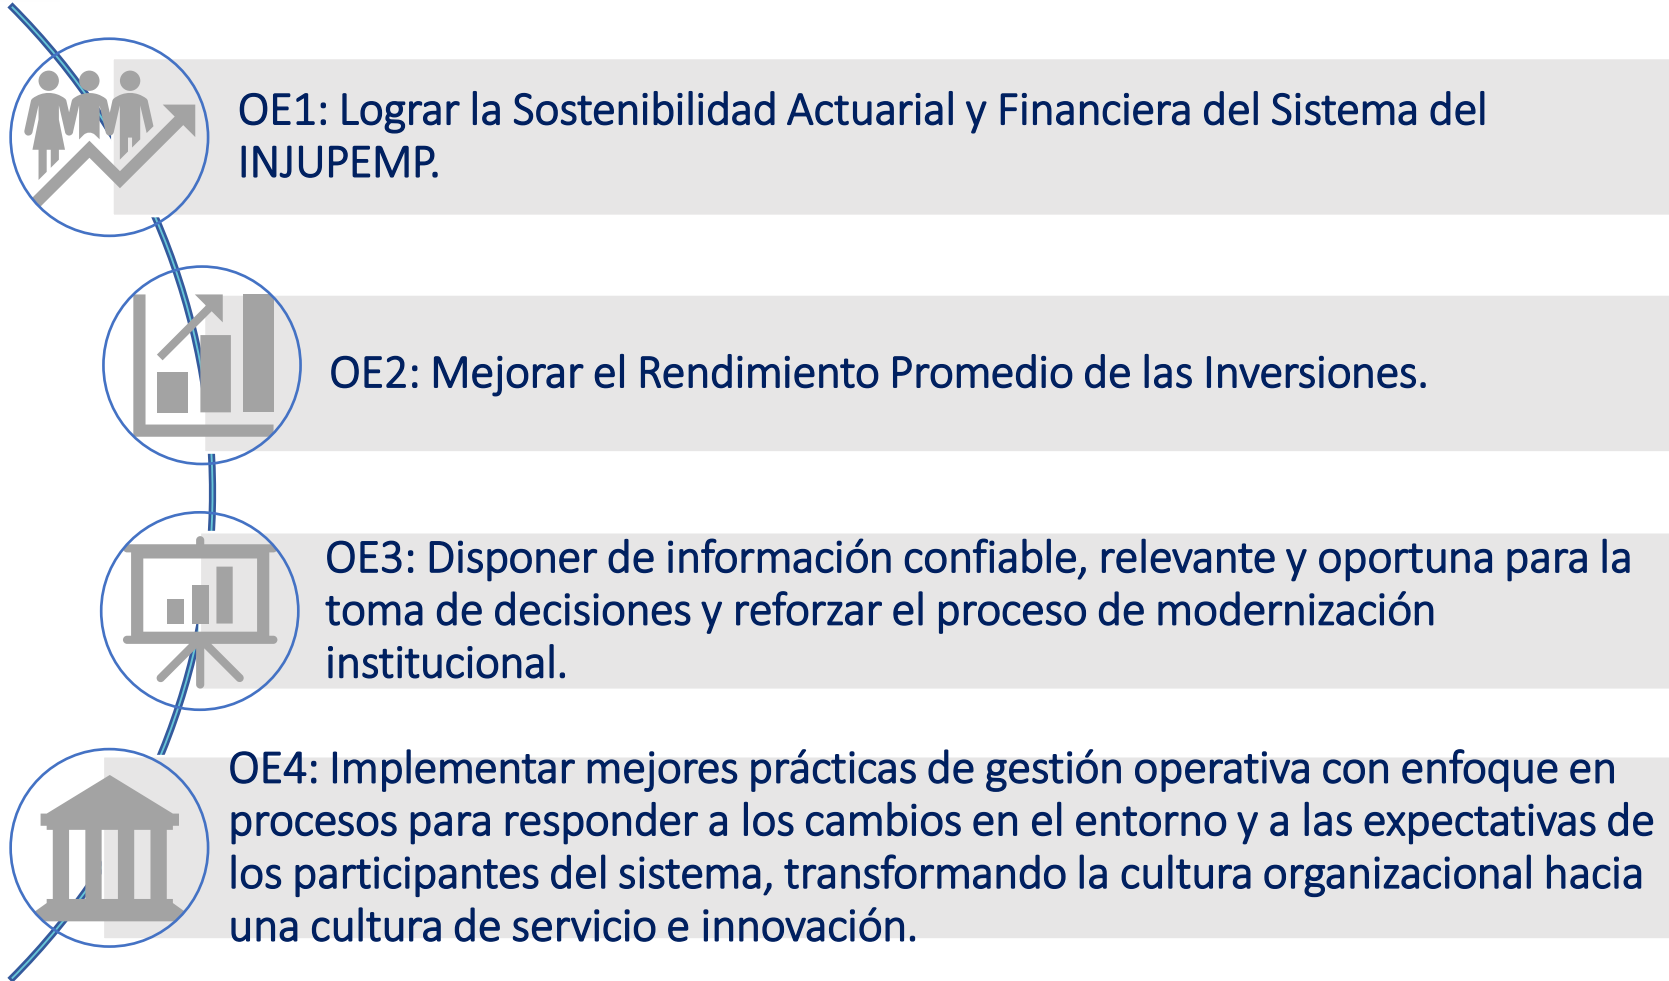 OE1: Lograr la Sostenibilidad Actuarial y Financiera del Sistema del
INJUPEMP.
OE2: Mejorar el Rendimiento Promedio de las Inversiones.
OE3: Disponer de información confiable, relevante y oportuna para la
toma de decisiones y reforzar el proceso de modernización
institucional.
OE4: Implementar mejores prácticas de gestión operativa con enfoque en
procesos para responder a los cambios en el entorno y a las expectativas de
los participantes del sistema, transformando la cultura organizacional hacia
una cultura de servicio e innovación.